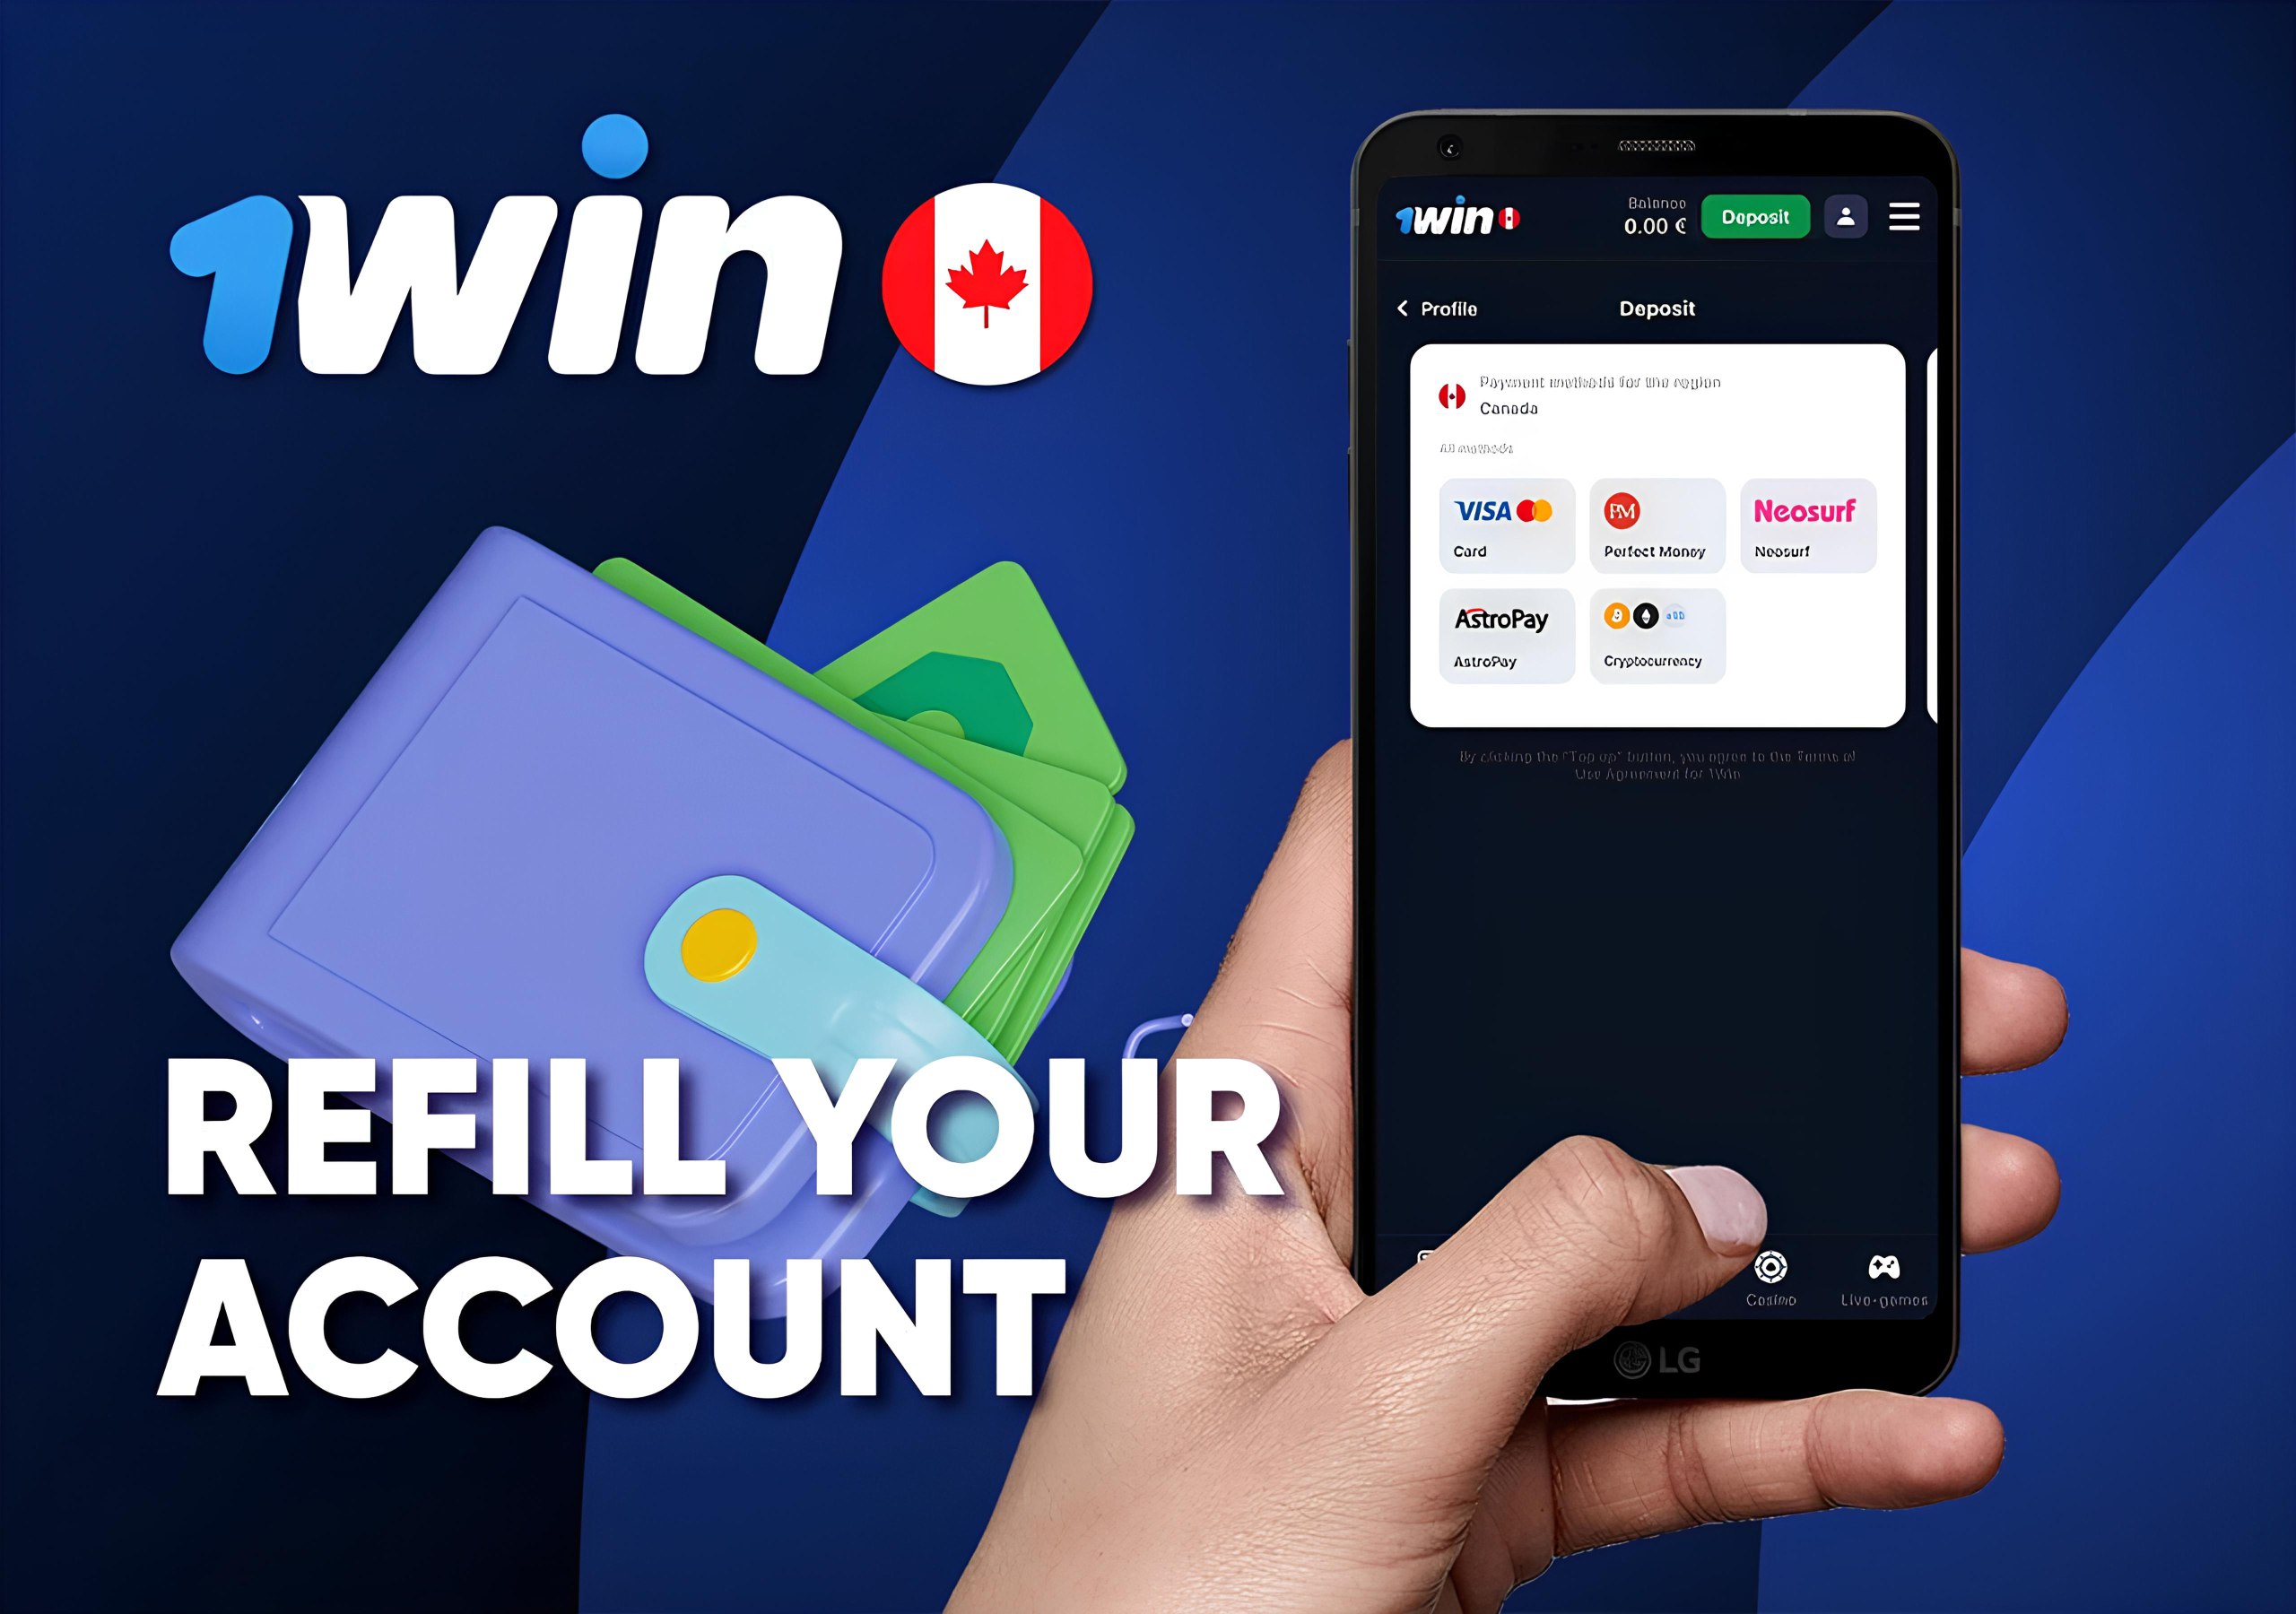 1win
REFILL YOUR
ACCOUNT
1win
Balance
0.00 €
Deposit
Profile
Deposit
Payment methods for the region
Canada
All methods
VISA
Card
PM
Perfect Money
Neosurf
Neosurf
AstroPay
AstroPay
Cryptocurrency
By clicking the "Top up" button, you agree to the Terms of
Use Agreement for 1Win
Casino
Live-games
LG